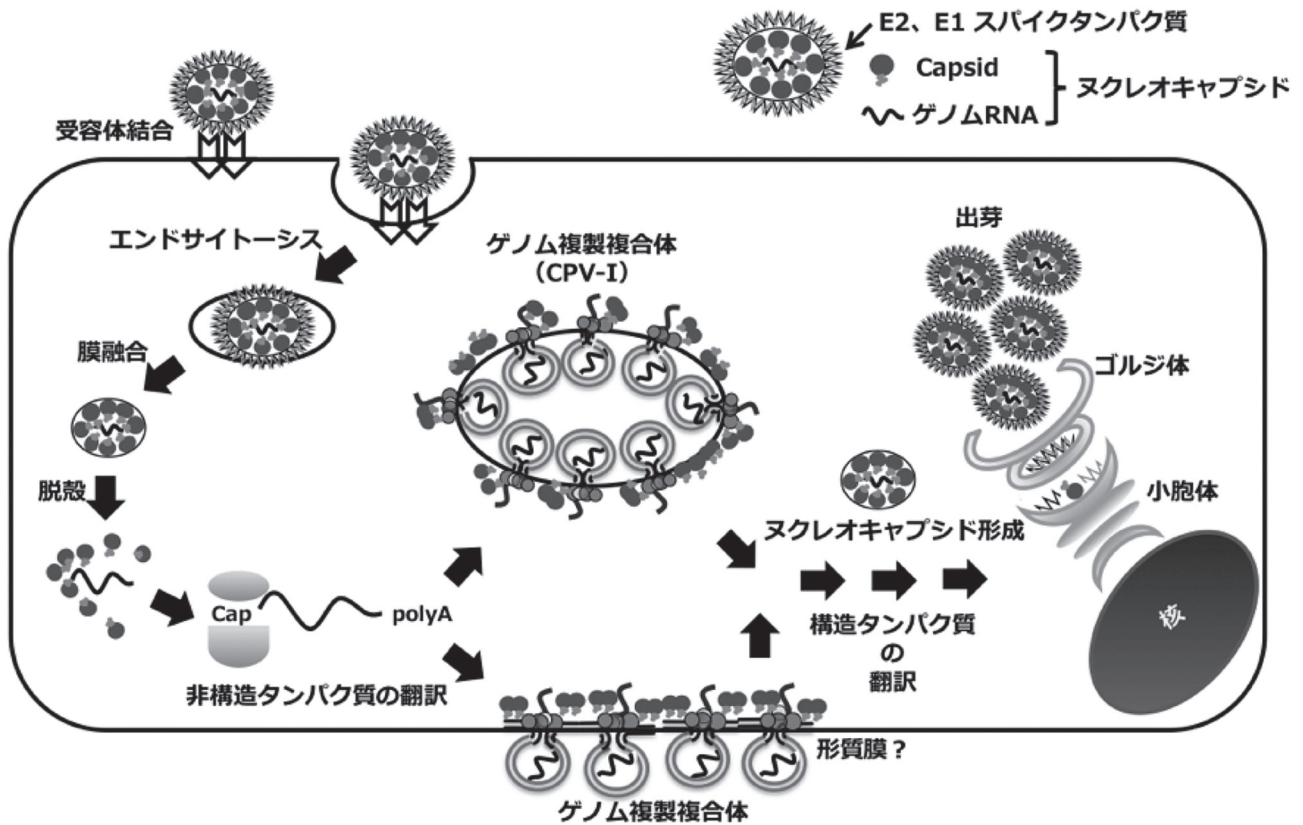 E2、E1 スパイクタンパク質
Capsid
ゲノムRNA
ヌクレオキャプシド
受容体結合
エンドサイトーシス
膜融合
脱殻
Cap
polyA
非構造タンパク質の翻訳
ゲノム複製複合体
（CPV-I）
ゲノム複製複合体
形質膜？
ヌクレオキャプシド形成
構造タンパク質
の
翻訳
出芽
ゴルジ体
小胞体
核